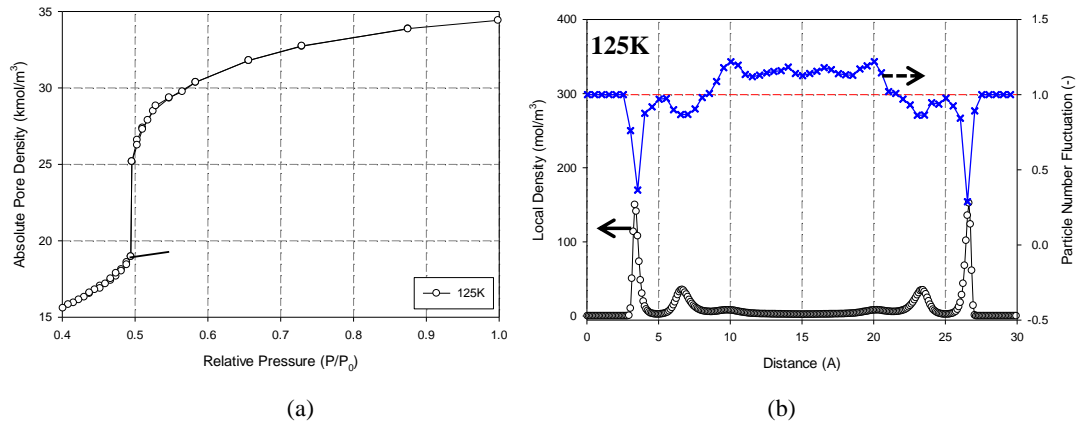 35
30
25
20
15
0.4 0.5 0.6 0.7 0.8 0.9 1.0
Absolute Pore Density (kmol/m³)
Relative Pressure (P/P₀)
125K
(a)
400
300
200
100
0
0 5 10 15 20 25 30
1.5
1.0
0.5
0.0
-0.5
Local Density (mol/m³)
Particle Number Fluctuation (-)
Distance (A)
125K
(b)